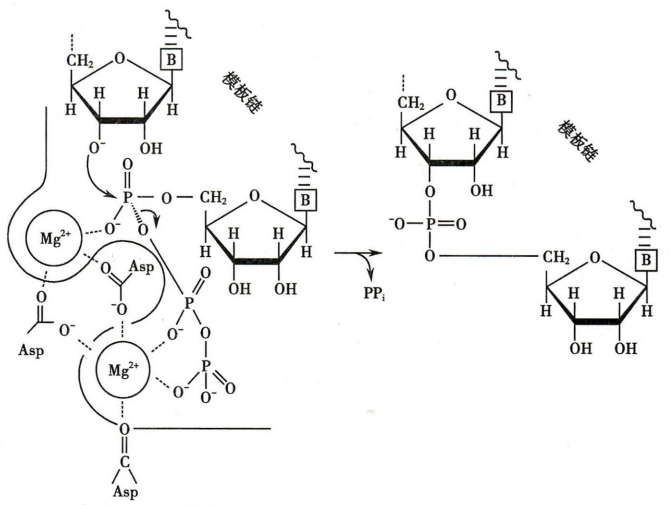 B
CH₂ O
H H H H
O⁻ OH
模板链
O
P O CH₂ O B
O⁻ O
H H H H
OH OH
Mg²⁺
O O Asp
O⁻ ⁻O
Asp
O
P
O⁻ O
Mg²⁺
O⁻ P O
O⁻
O
C
Asp
PPᵢ
B
CH₂ O
H H H H
O OH
模板链
⁻O P O
O CH₂ O B
H H H H
OH OH